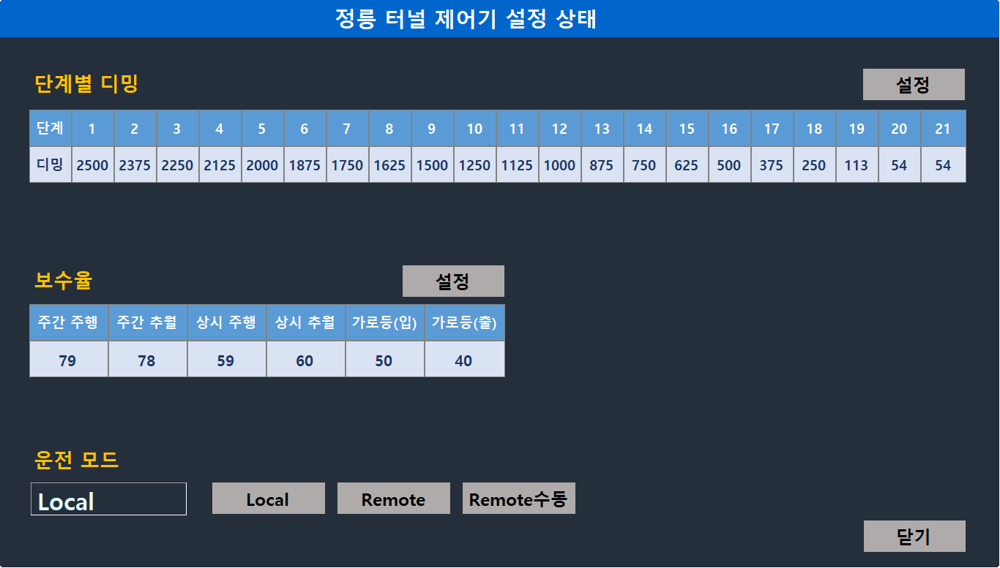 정릉 터널 제어기 설정 상태
단계별 디밍
설정
단계 1 2 3 4 5 6 7 8 9 10 11 12 13 14 15 16 17 18 19 20 21
디밍 2500 2375 2250 2125 2000 1875 1750 1625 1500 1250 1125 1000 875 750 625 500 375 250 113 54 54
보수율
설정
주간 주행 주간 추월 상시 주행 상시 추월 가로등(입) 가로등(출)
79 78 59 60 50 40
운전 모드
Local Local Remote Remote수동
닫기